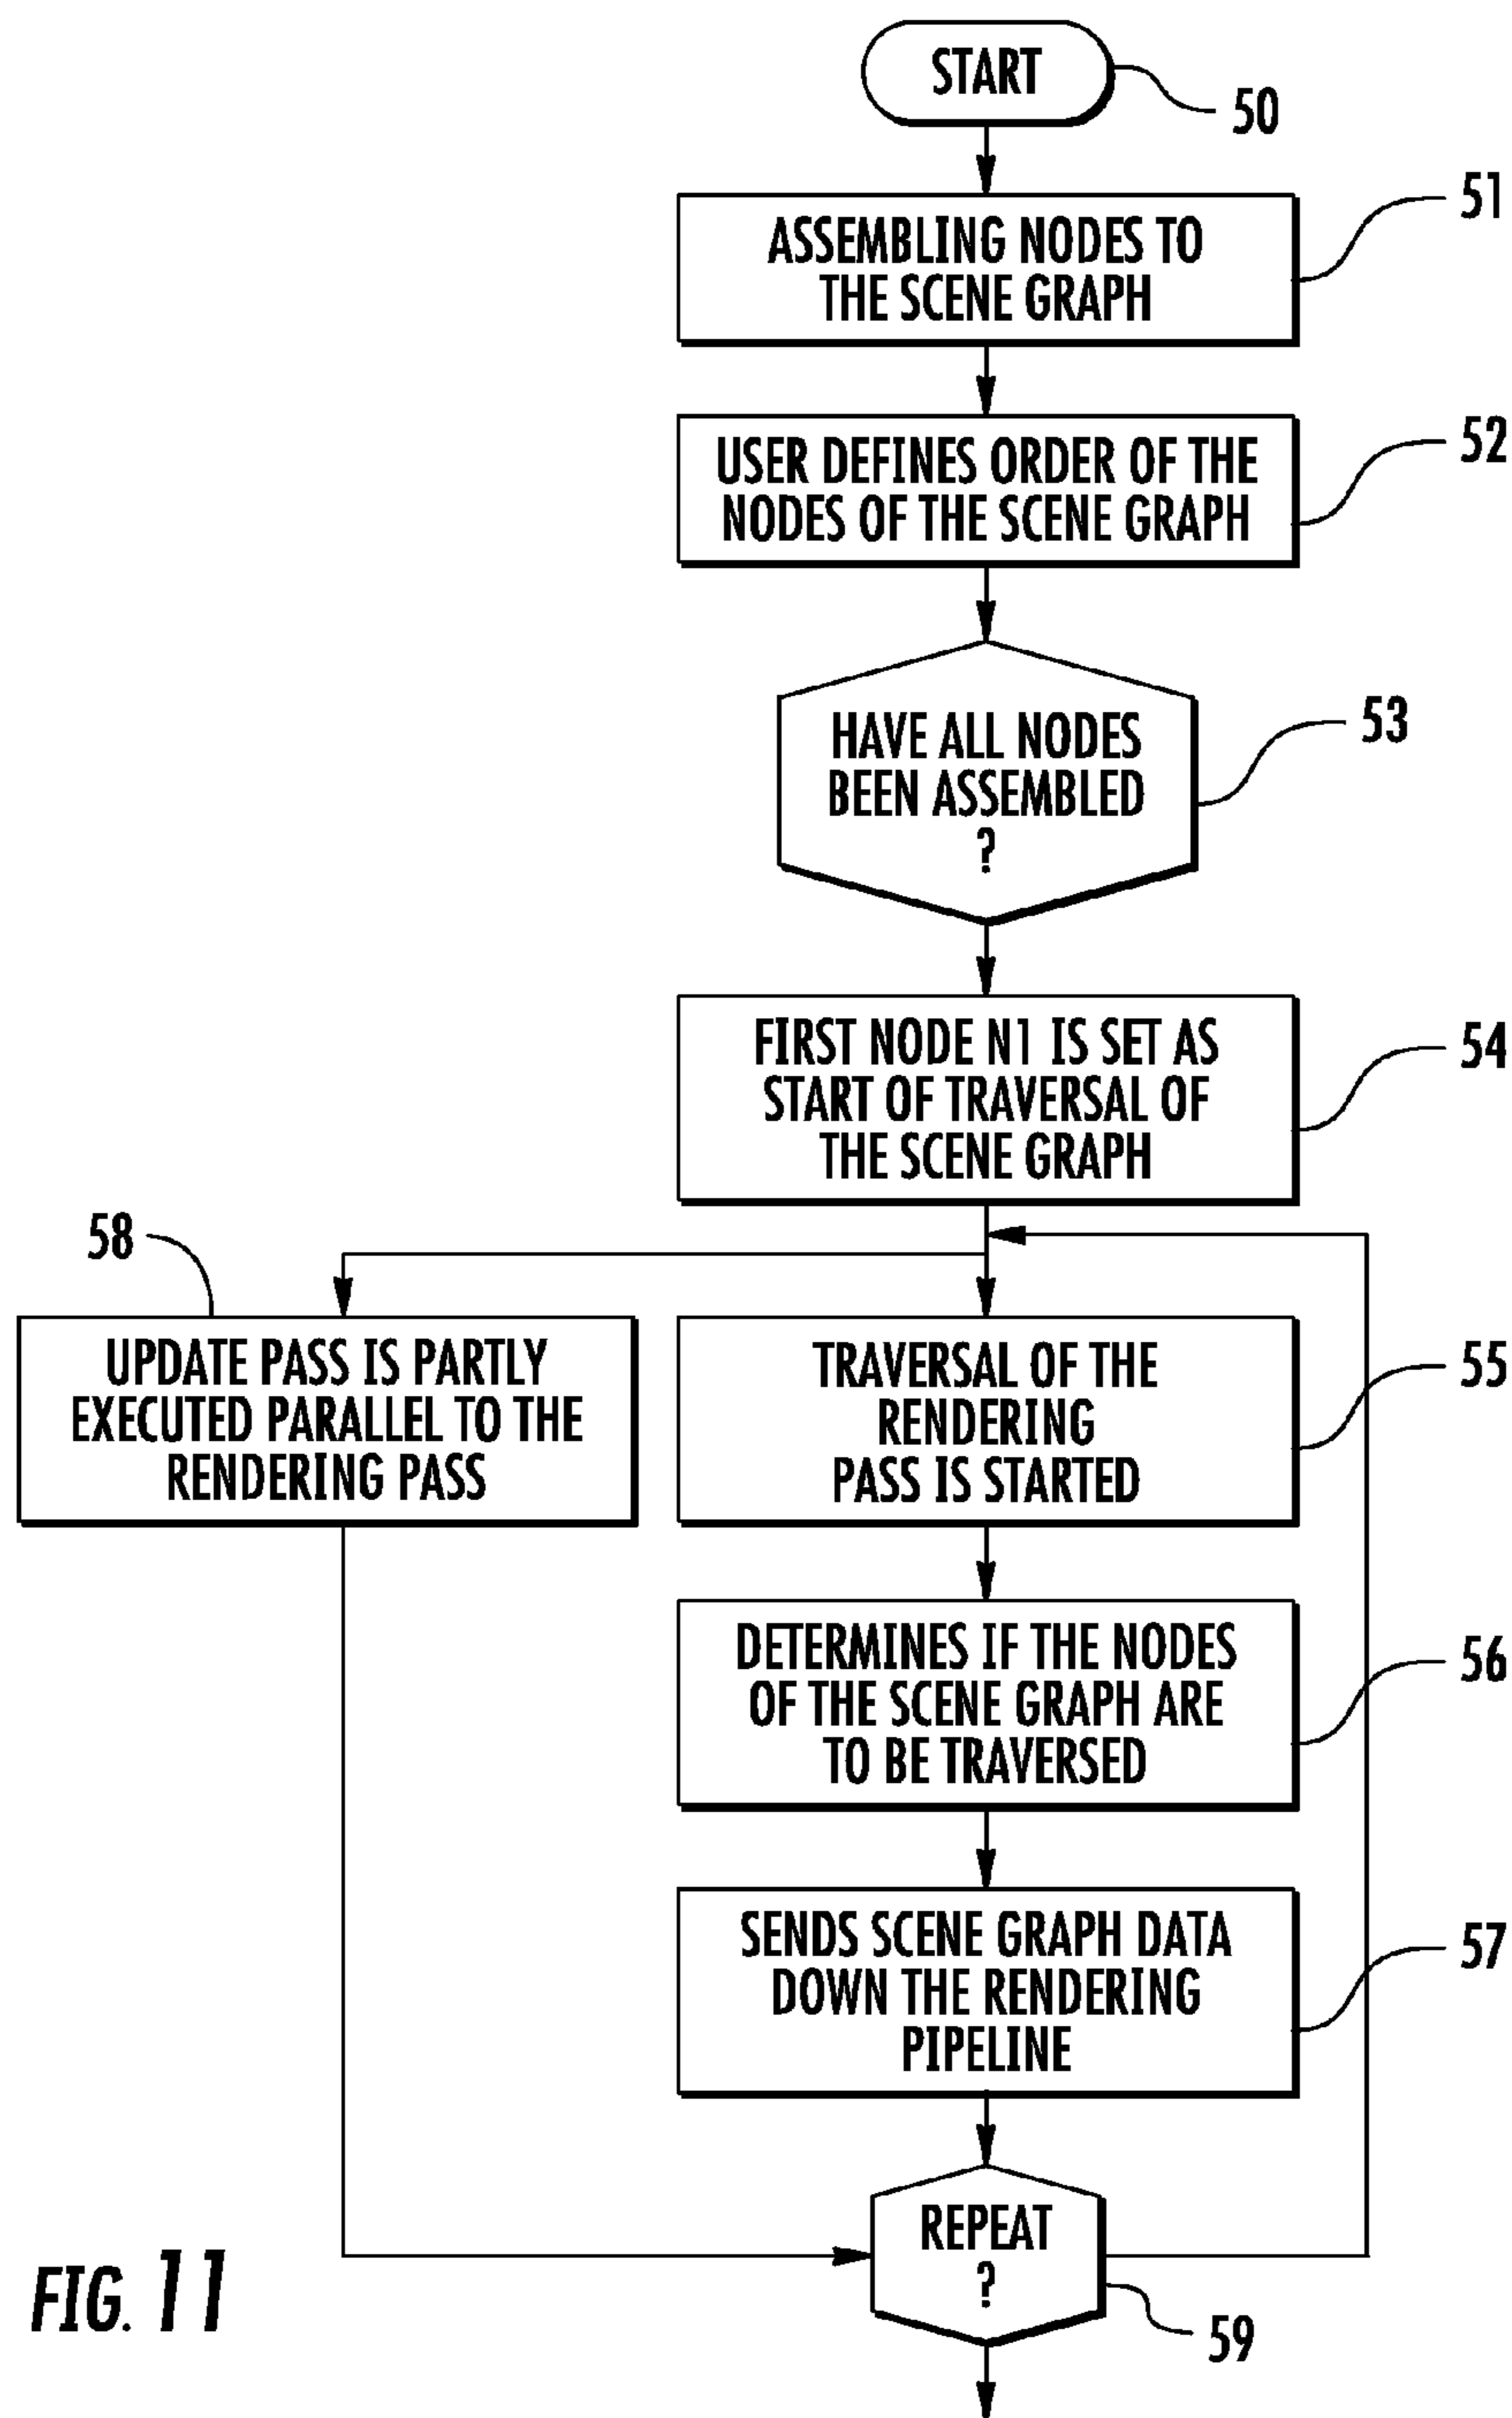 START
50
ASSEMBLING NODES TO
THE SCENE GRAPH
51
USER DEFINES ORDER OF THE
NODES OF THE SCENE GRAPH
52
HAVE ALL NODES
BEEN ASSEMBLED
?
53
FIRST NODE N1 IS SET AS
START OF TRAVERSAL OF
THE SCENE GRAPH
54
58
UPDATE PASS IS PARTLY
EXECUTED PARALLEL TO THE
RENDERING PASS
TRAVERSAL OF THE
RENDERING
PASS IS STARTED
55
DETERMINES IF THE NODES
OF THE SCENE GRAPH ARE
TO BE TRAVERSED
56
SENDS SCENE GRAPH DATA
DOWN THE RENDERING
PIPELINE
57
REPEAT
?
59
FIG. 11